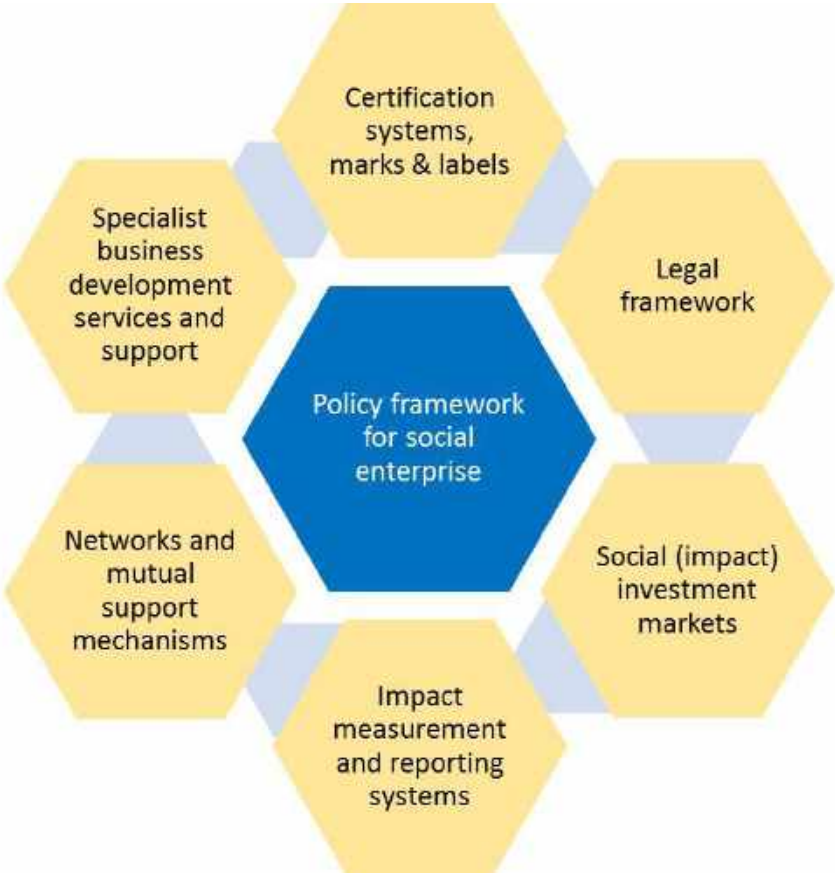 Certification
systems,
marks & labels
Legal
framework
Social (impact)
investment
markets
Impact
measurement
and reporting
systems
Networks and
mutual
support
mechanisms
Specialist
business
development
services and
support
Policy framework
for social
enterprise